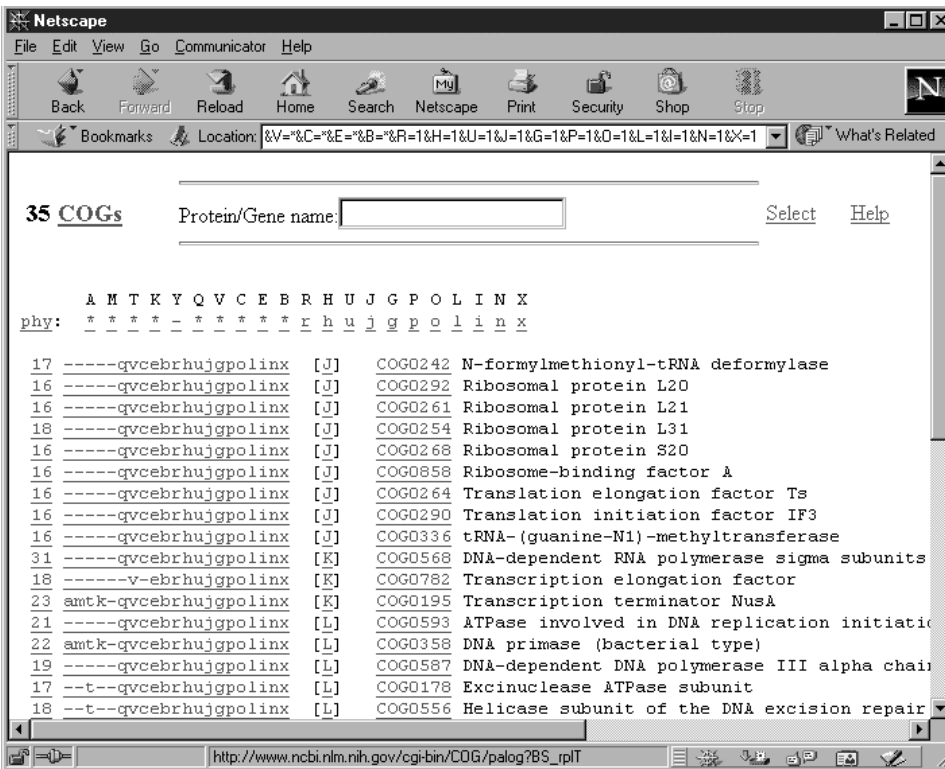 Netscape
File Edit View Go Communicator Help
Back Forward Reload Home Search Netscape Print Security Shop Stop
My
N
Bookmarks Location: &V=*&C=*&E=*&B=*&R=1&H=1&U=1&J=1&G=1&P=1&O=1&L=1&I=1&N=1&X=1 What's Related
35 COGs Protein/Gene name: Select Help
A M T K Y Q V C E B R H U J G P O L I N X
phy: * * * * - * * * * * r h u j g p o l i n x
17 -----qvcebrhujgpolinx [J] COG0242 N-formylmethionyl-tRNA deformylase
16 -----qvcebrhujgpolinx [J] COG0292 Ribosomal protein L20
16 -----qvcebrhujgpolinx [J] COG0261 Ribosomal protein L21
18 -----qvcebrhujgpolinx [J] COG0254 Ribosomal protein L31
16 -----qvcebrhujgpolinx [J] COG0268 Ribosomal protein S20
16 -----qvcebrhujgpolinx [J] COG0858 Ribosome-binding factor A
16 -----qvcebrhujgpolinx [J] COG0264 Translation elongation factor Ts
16 -----qvcebrhujgpolinx [J] COG0290 Translation initiation factor IF3
16 -----qvcebrhujgpolinx [J] COG0336 tRNA-(guanine-N1)-methyltransferase
31 -----qvcebrhujgpolinx [K] COG0568 DNA-dependent RNA polymerase sigma subunits
18 ------v-ebrhujgpolinx [K] COG0782 Transcription elongation factor
23 amtk-qvcebrhujgpolinx [K] COG0195 Transcription terminator NusA
21 -----qvcebrhujgpolinx [L] COG0593 ATPase involved in DNA replication initiatio
22 amtk-qvcebrhujgpolinx [L] COG0358 DNA primase (bacterial type)
19 -----qvcebrhujgpolinx [L] COG0587 DNA-dependent DNA polymerase III alpha chain
17 --t--qvcebrhujgpolinx [L] COG0178 Excinuclease ATPase subunit
18 --t--qvcebrhujgpolinx [L] COG0556 Helicase subunit of the DNA excision repair
http://www.ncbi.nlm.nih.gov/cgi-bin/COG/palog?BS_rplT